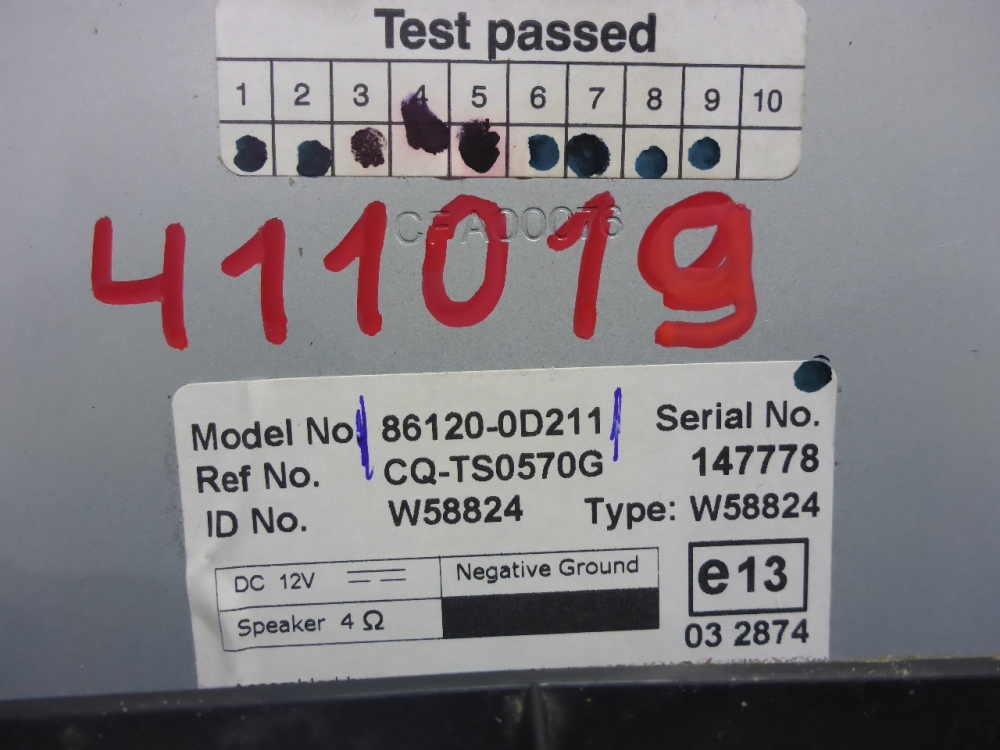 Test passed
1 2 3 4 5 6 7 8 9 10
411019
Model No. 86120-0D211 Serial No.
Ref No. CQ-TS0570G 147778
ID No. W58824 Type: W58824
DC 12V Negative Ground
Speaker 4 Ω
e13
03 2874